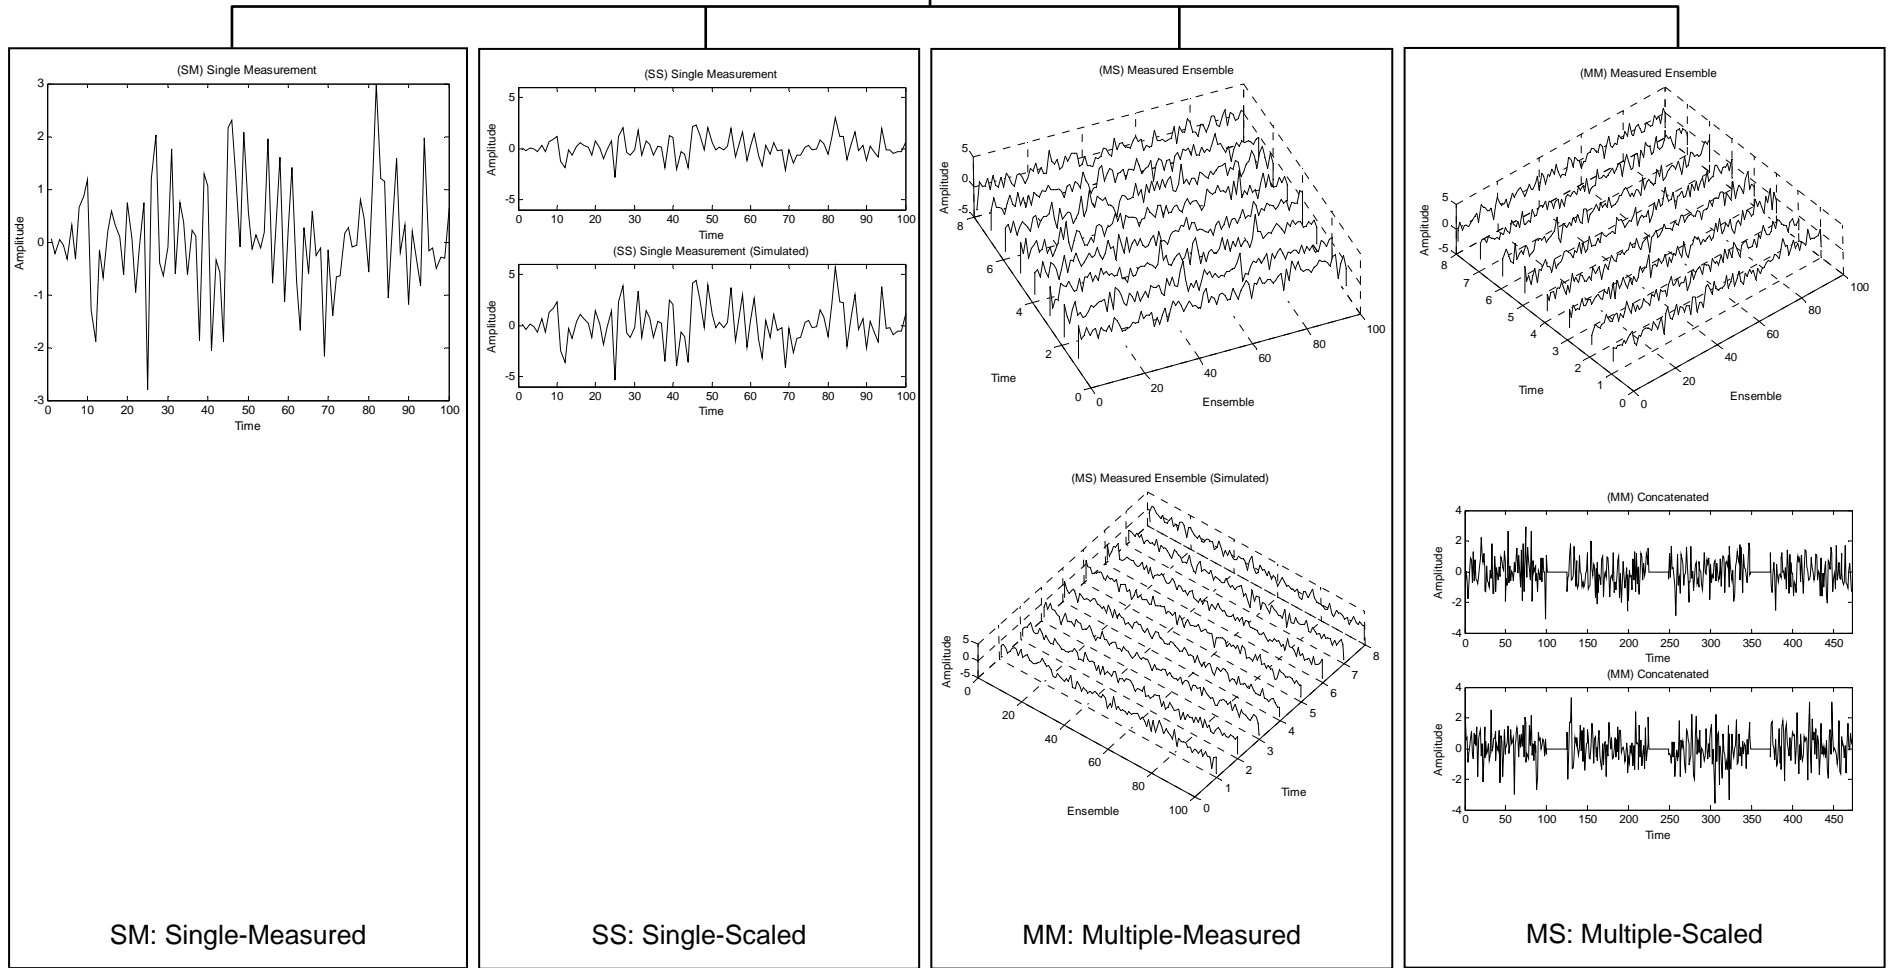 (SM) Single Measurement
3
2
1
0
-1
-2
-3
Amplitude
0 10 20 30 40 50 60 70 80 90 100
Time
SM: Single-Measured
(SS) Single Measurement
5
0
-5
Amplitude
0 10 20 30 40 50 60 70 80 90 100
Time
(SS) Single Measurement (Simulated)
5
0
-5
Amplitude
0 10 20 30 40 50 60 70 80 90 100
Time
SS: Single-Scaled
(MS) Measured Ensemble
5
0
-5
Amplitude
8
6
4
2
0
Time
0 20 40 60 80 100
Ensemble
(MS) Measured Ensemble (Simulated)
5
0
-5
Amplitude
0 20 40 60 80 100
Ensemble
0 1 2 3 4 5 6 7 8
Time
MM: Multiple-Measured
(MM) Measured Ensemble
5
0
-5
Amplitude
8
7
6
5
4
3
2
1
0
Time
0 20 40 60 80 100
Ensemble
(MM) Concatenated
4
2
0
-2
-4
Amplitude
0 50 100 150 200 250 300 350 400 450
Time
(MM) Concatenated
4
2
0
-2
-4
Amplitude
0 50 100 150 200 250 300 350 400 450
Time
MS: Multiple-Scaled